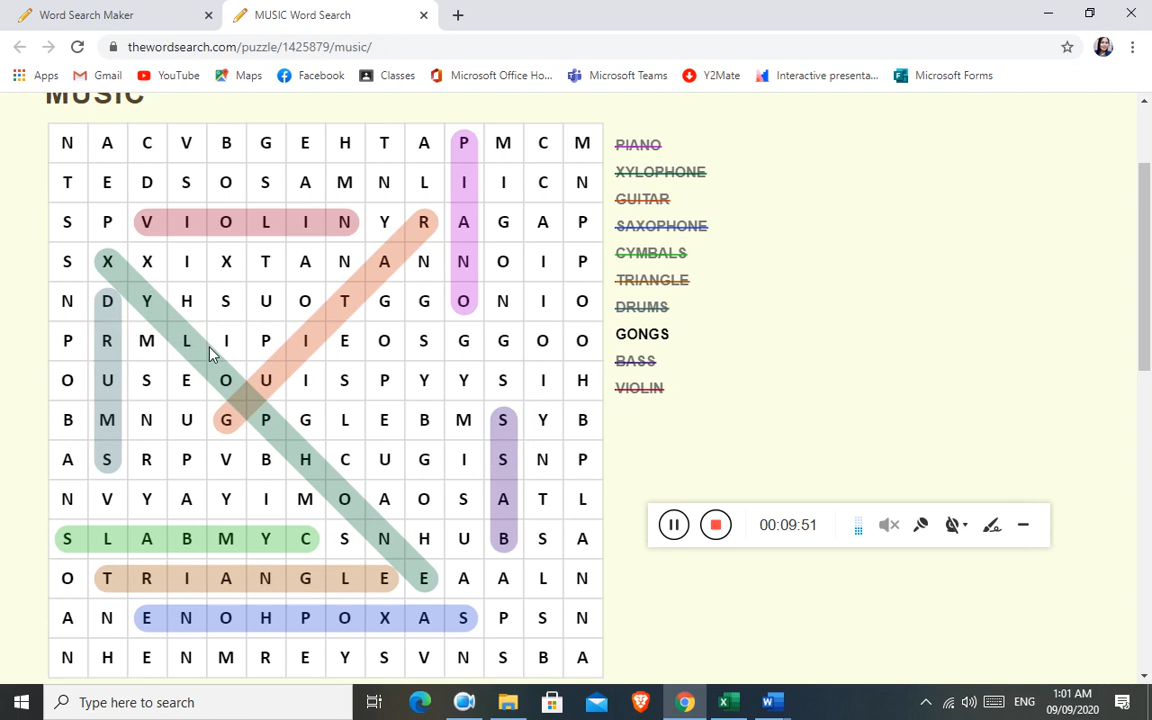 Word Search Maker
MUSIC Word Search
thewordsearch.com/puzzle/1425879/music/
Apps Gmail YouTube Maps Facebook Classes Microsoft Office Ho... Microsoft Teams Y2Mate Interactive presenta... Microsoft Forms
MUSIC
N A C V B G E H T A P M C M
T E D S O S A M N L I I C N
S P V I O L I N Y R A G A P
S X X I X T A N A N N O I P
N D Y H S U O T G G O N I O
P R M L I P I E O S G G O O
O U S E O U I S P Y Y S I H
B M N U G P G L E B M S Y B
A S R P V B H C U G I S N P
N V Y A Y I M O A O S A T L
S L A B M Y C S N H U B S A
O T R I A N G L E E A A L N
A N E N O H P O X A S P S N
N H E N M R E Y S V N S B A
PIANO
XYLOPHONE
GUITAR
SAXOPHONE
CYMBALS
TRIANGLE
DRUMS
GONGS
BASS
VIOLIN
00:09:51
Type here to search
ENG
1:01 AM
09/09/2020